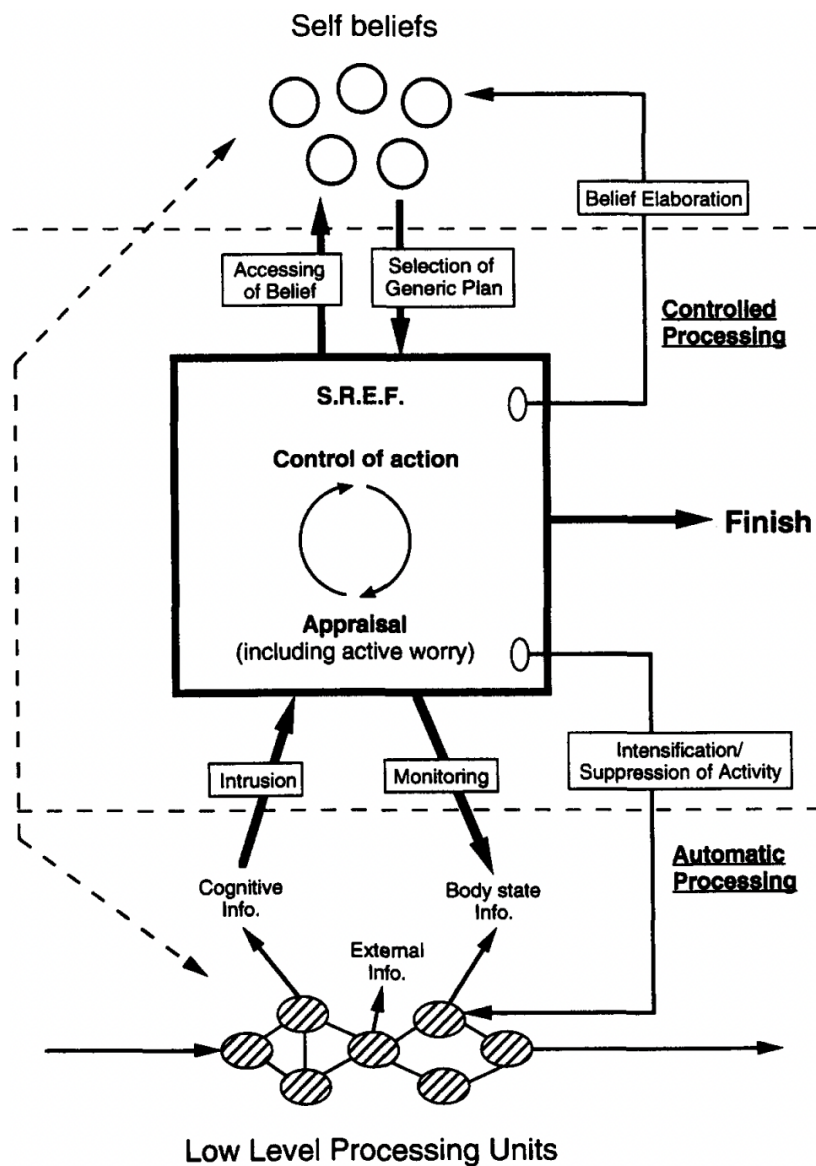 Self beliefs
Belief Elaboration
Accessing
of Belief
Selection of
Generic Plan
Controlled
Processing
S.R.E.F.
Control of action
Finish
Appraisal
(including active worry)
Intrusion
Monitoring
Intensification/
Suppression of Activity
Automatic
Processing
Cognitive
Info.
External
Info.
Body state
Info.
Low Level Processing Units